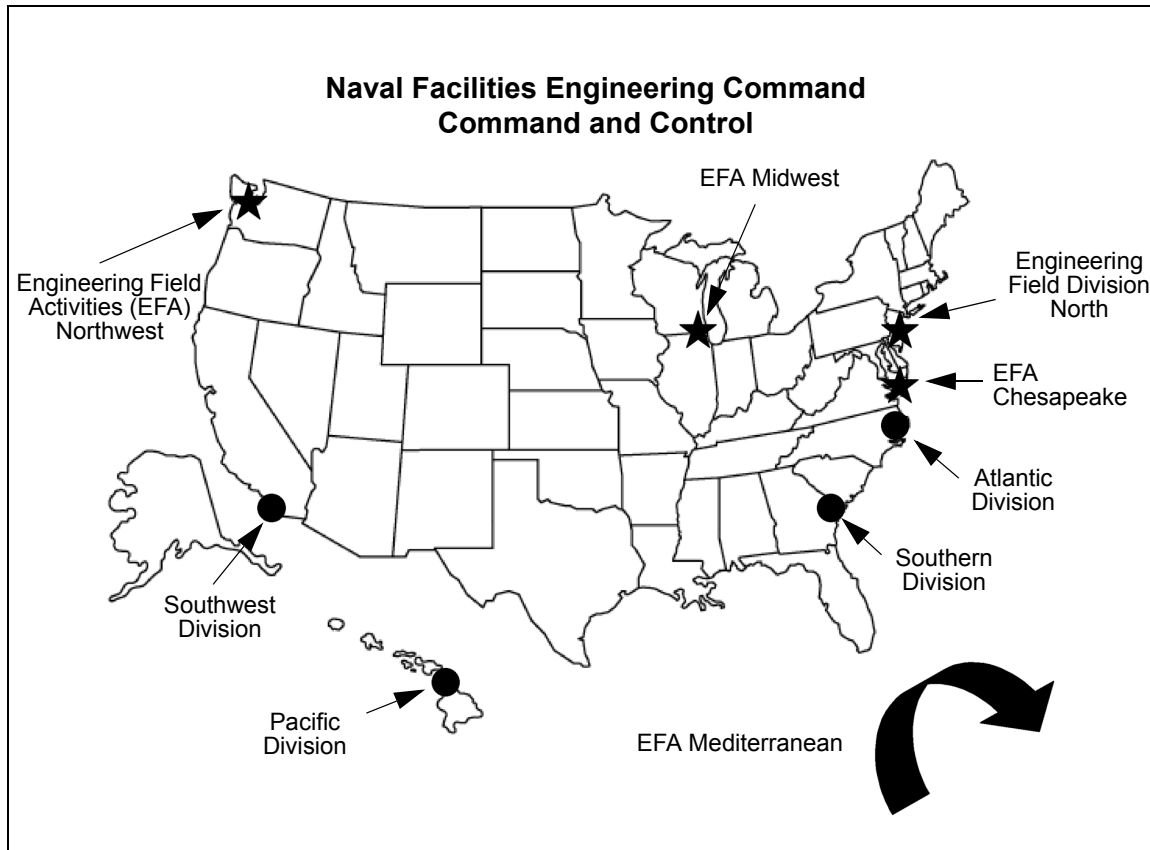 Naval Facilities Engineering Command
Command and Control
EFA Midwest
Engineering Field
Activities (EFA)
Northwest
Engineering
Field Division
North
EFA
Chesapeake
Atlantic
Division
Southern
Division
Southwest
Division
Pacific
Division
EFA Mediterranean